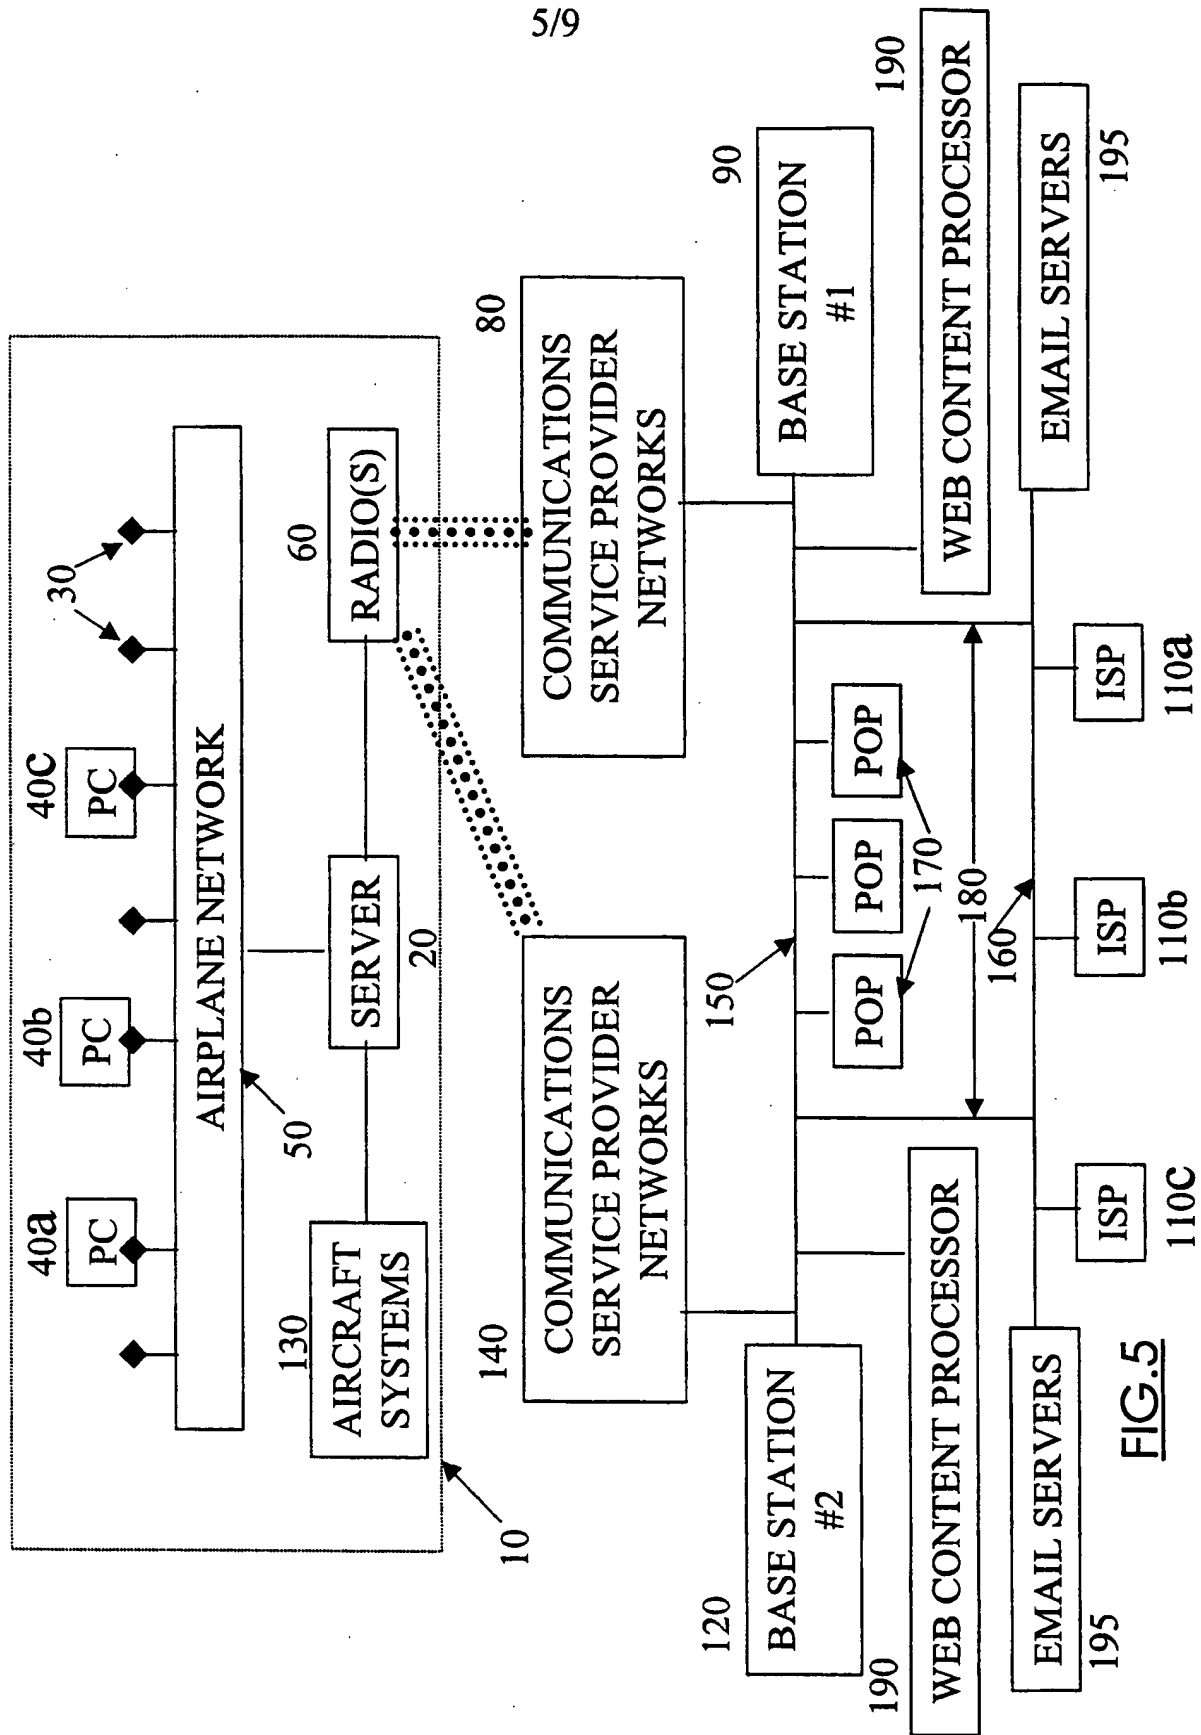 5/9
40a
40b
40c
30
PC
PC
PC
AIRPLANE NETWORK
50
130
60
AIRCRAFT
SYSTEMS
SERVER
RADIO(S)
20
10
140
80
COMMUNICATIONS
SERVICE PROVIDER
NETWORKS
COMMUNICATIONS
SERVICE PROVIDER
NETWORKS
150
120
90
BASE STATION
#2
BASE STATION
#1
POP
POP
POP
170
190
190
WEB CONTENT PROCESSOR
WEB CONTENT PROCESSOR
180
160
EMAIL SERVERS
EMAIL SERVERS
195
195
ISP
ISP
ISP
110c
110b
110a
FIG.5